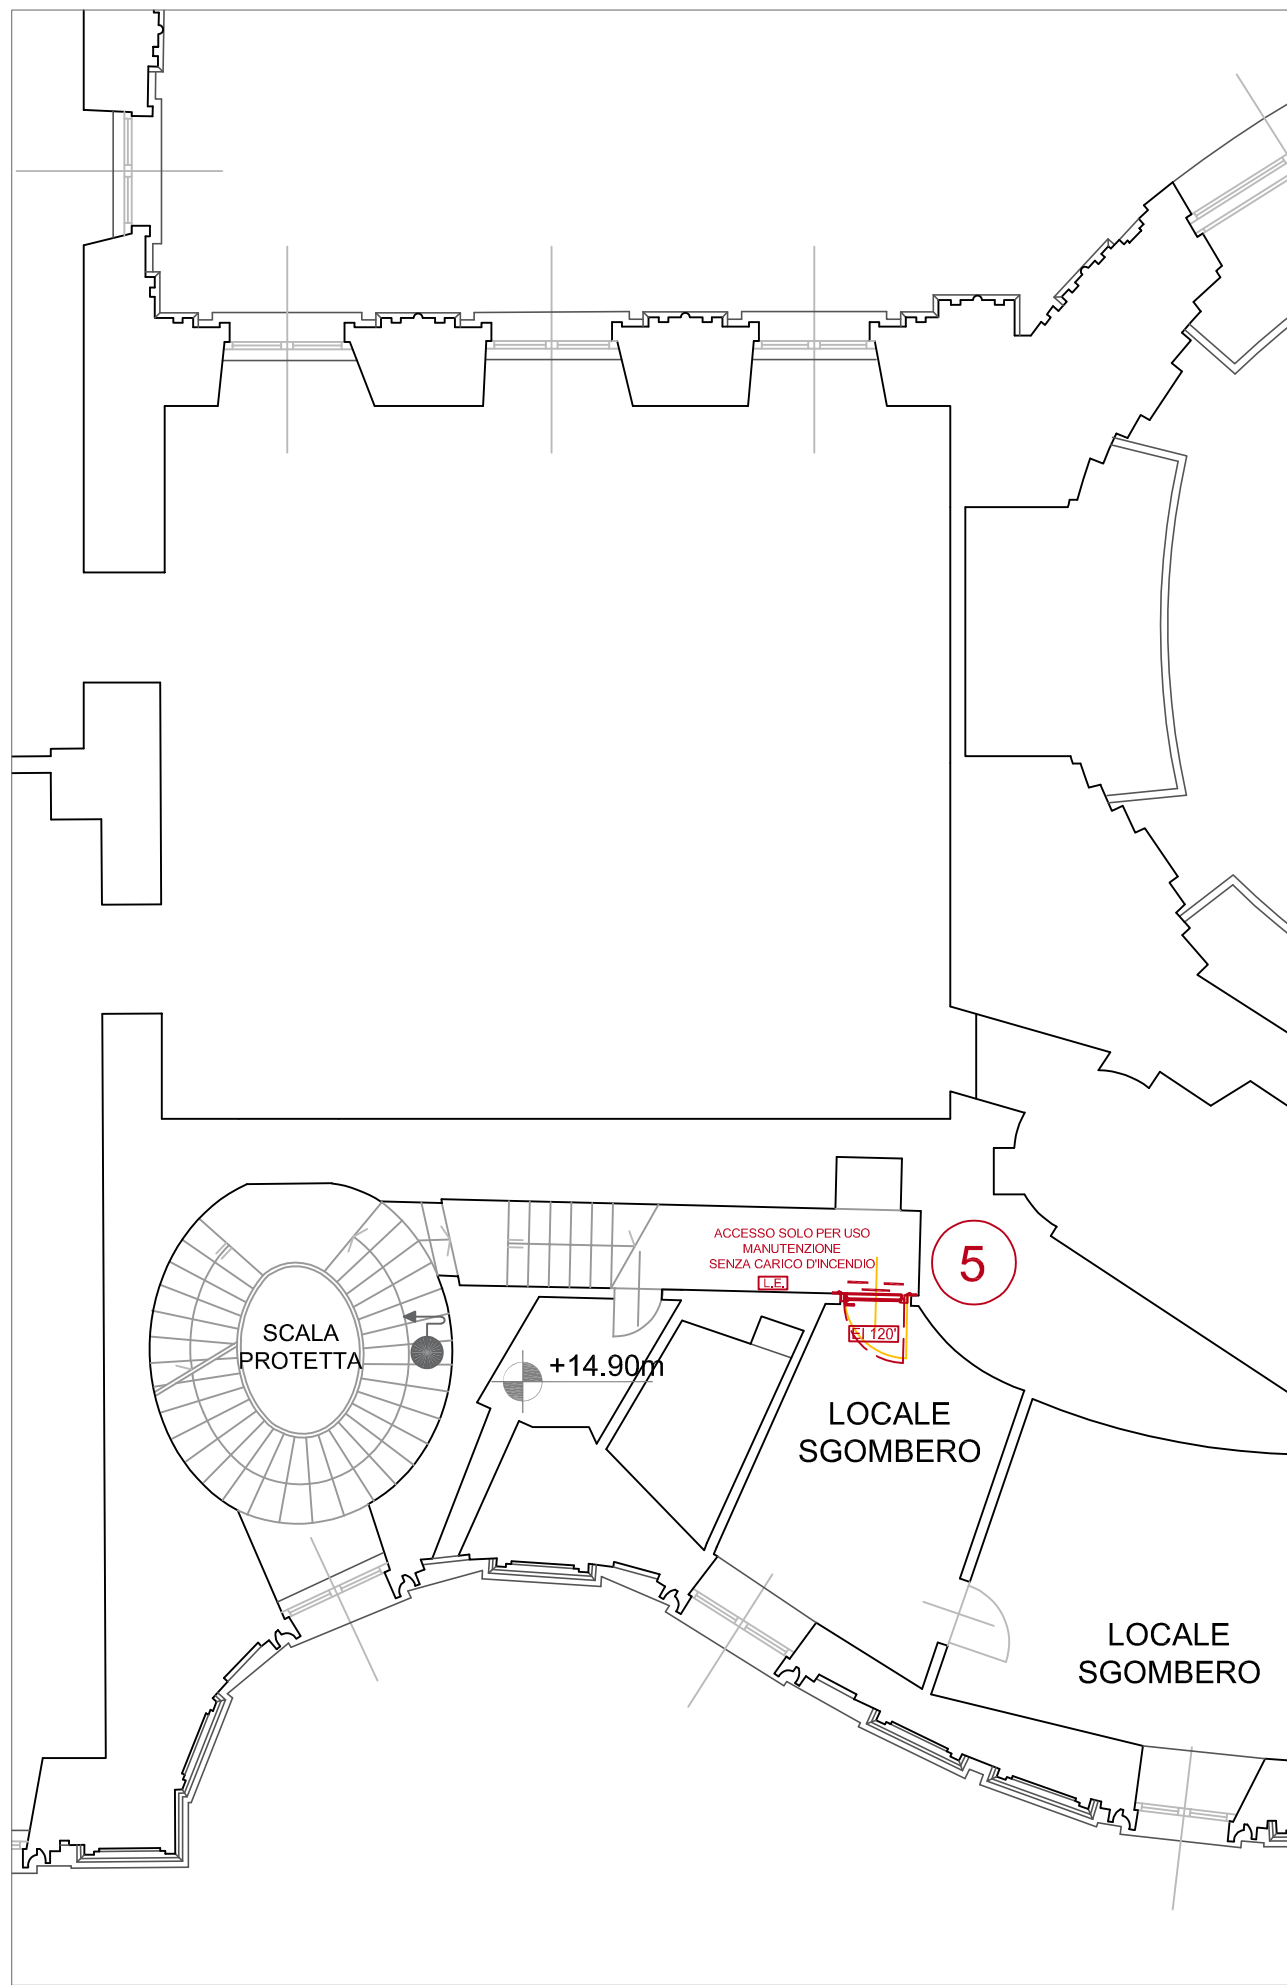 ACCESSO SOLO PER USO
MANUTENZIONE
SENZA CARICO D'INCENDIO
L.E.
5
EI 120'
SCALA
PROTETTA
+14.90m
LOCALE
SGOMBERO
LOCALE
SGOMBERO